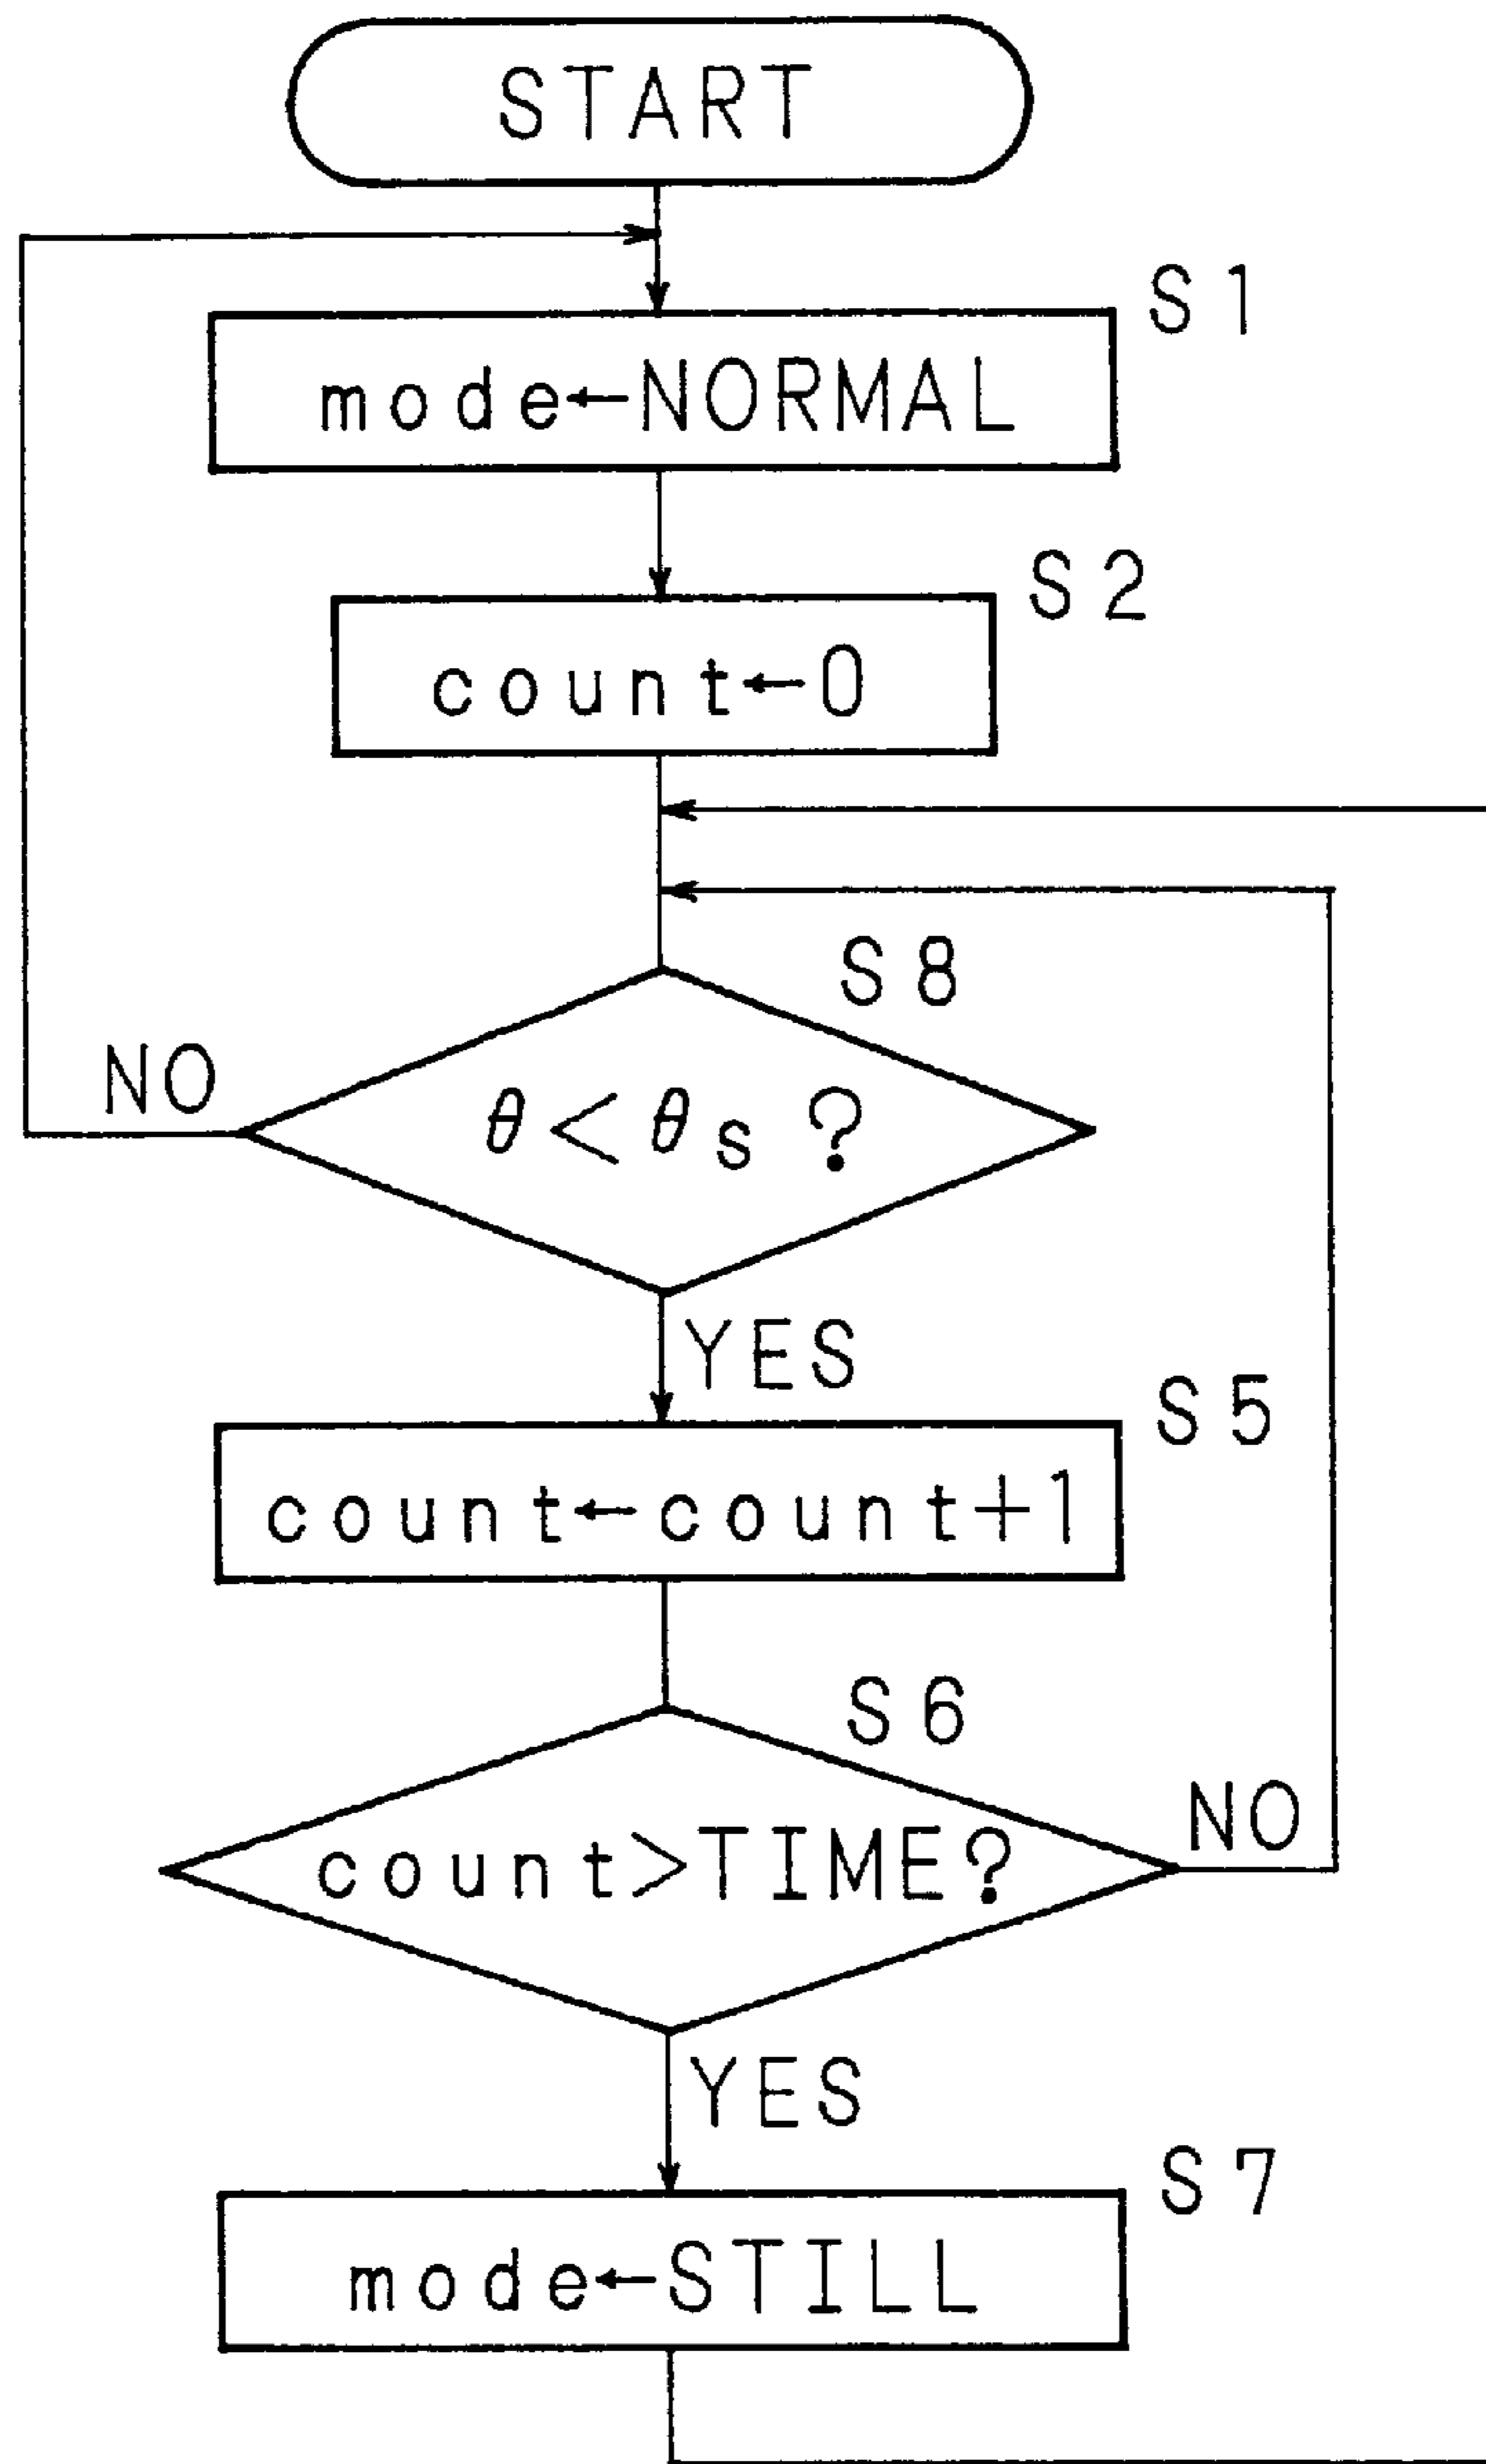 START
S1
mode←NORMAL
S2
count←0
S8
NO
θ<θs?
YES
S5
count←count+1
S6
NO
count>TIME?
YES
S7
mode←STILL